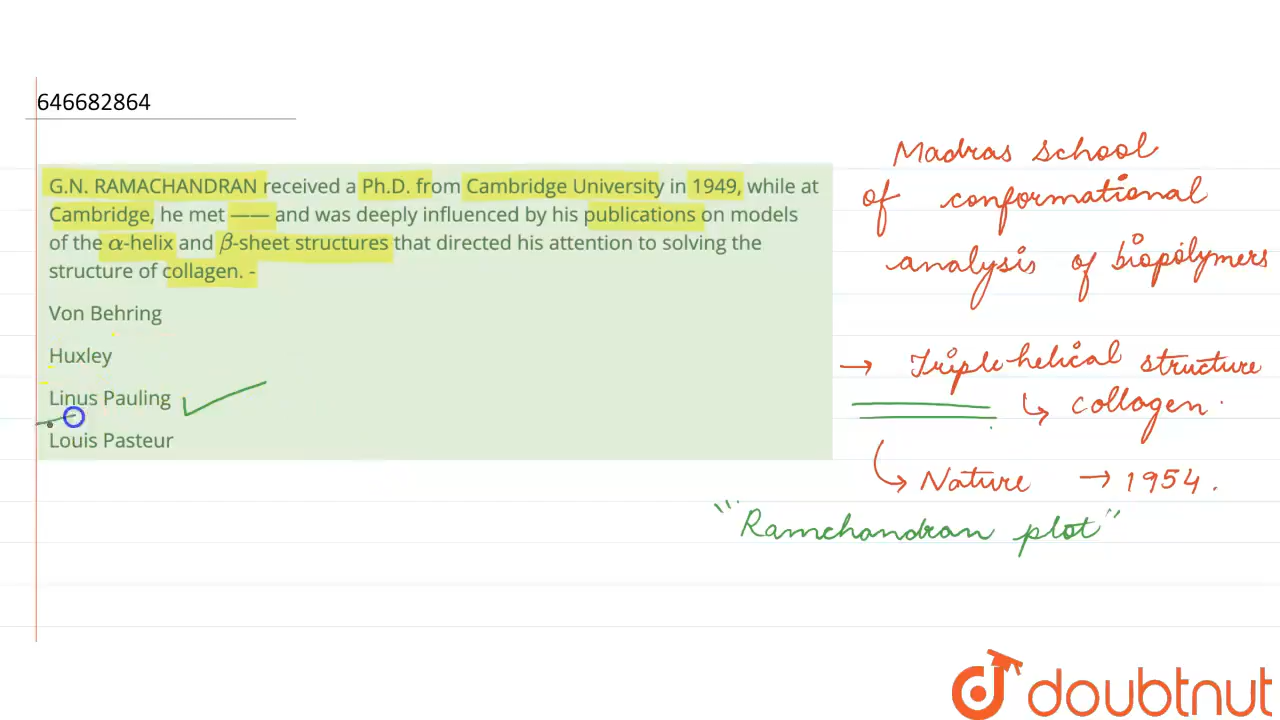 646682864
G.N. RAMACHANDRAN received a Ph.D. from Cambridge University in 1949, while at
Cambridge, he met —— and was deeply influenced by his publications on models
of the α-helix and β-sheet structures that directed his attention to solving the
structure of collagen. -
Von Behring
Huxley
Linus Pauling
Louis Pasteur
Madras school
of conformational
analysis of biopolymers
→ Triple helical structure
↳ collagen.
↳ Nature → 1954.
"Ramchandran plot"
doubtnut